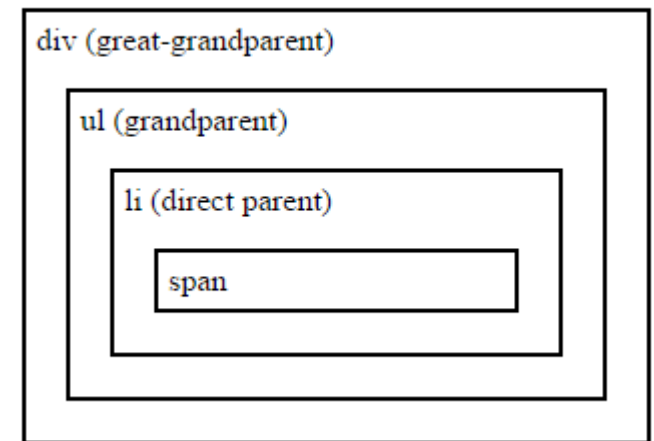 div (great-grandparent)
ul (grandparent)
li (direct parent)
span